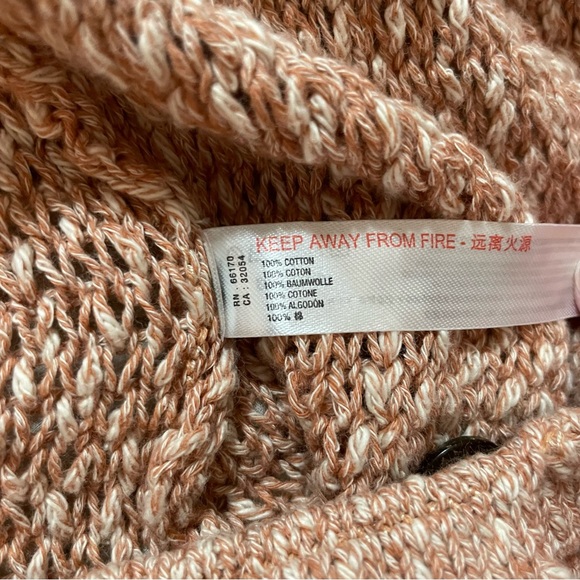 KEEP AWAY FROM FIRE - 远离火源
100% COTTON
100% COTON
100% BAUMWOLLE
100% COTONE
100% ALGODÓN
100% 棉
RN : 66170
CA : 32054